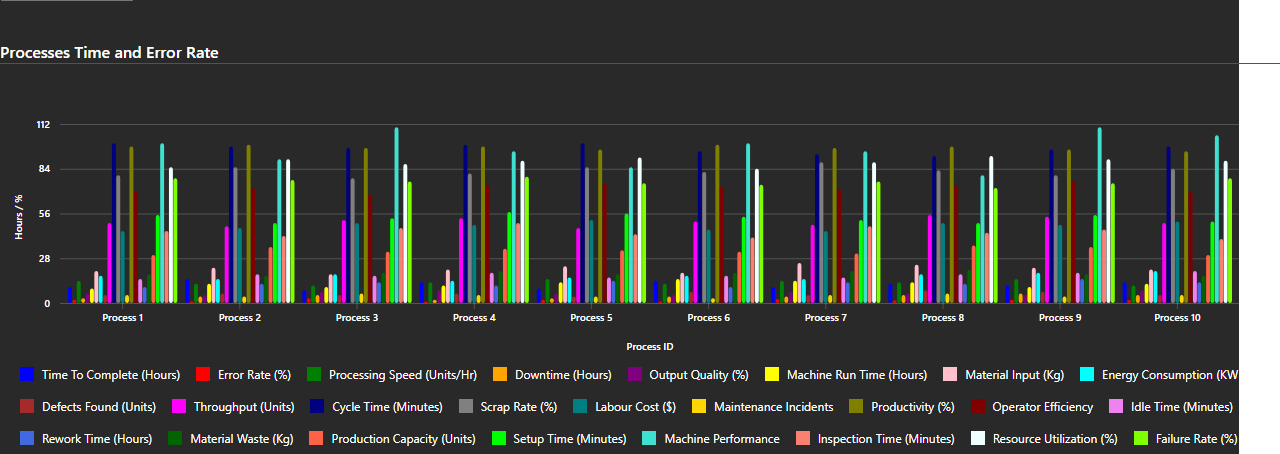 Processes Time and Error Rate
112
84
56
28
0
Hours / %
Process 1 Process 2 Process 3 Process 4 Process 5 Process 6 Process 7 Process 8 Process 9 Process 10
Process ID
Time To Complete (Hours) Error Rate (%) Processing Speed (Units/Hr) Downtime (Hours) Output Quality (%) Machine Run Time (Hours) Material Input (Kg) Energy Consumption (KW
Defects Found (Units) Throughput (Units) Cycle Time (Minutes) Scrap Rate (%) Labour Cost ($) Maintenance Incidents Productivity (%) Operator Efficiency Idle Time (Minutes)
Rework Time (Hours) Material Waste (Kg) Production Capacity (Units) Setup Time (Minutes) Machine Performance Inspection Time (Minutes) Resource Utilization (%) Failure Rate (%)